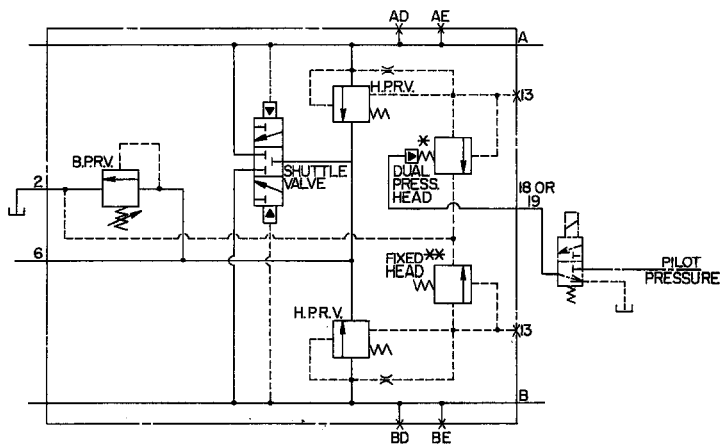 AD
AE
A
H.P.R.V.
13
B.P.R.V.
*
SHUTTLE
VALVE
DUAL
PRESS.
HEAD
2
18 OR
19
6
FIXED **
HEAD
PILOT
PRESSURE
H.P.R.V.
13
B
BD
BE